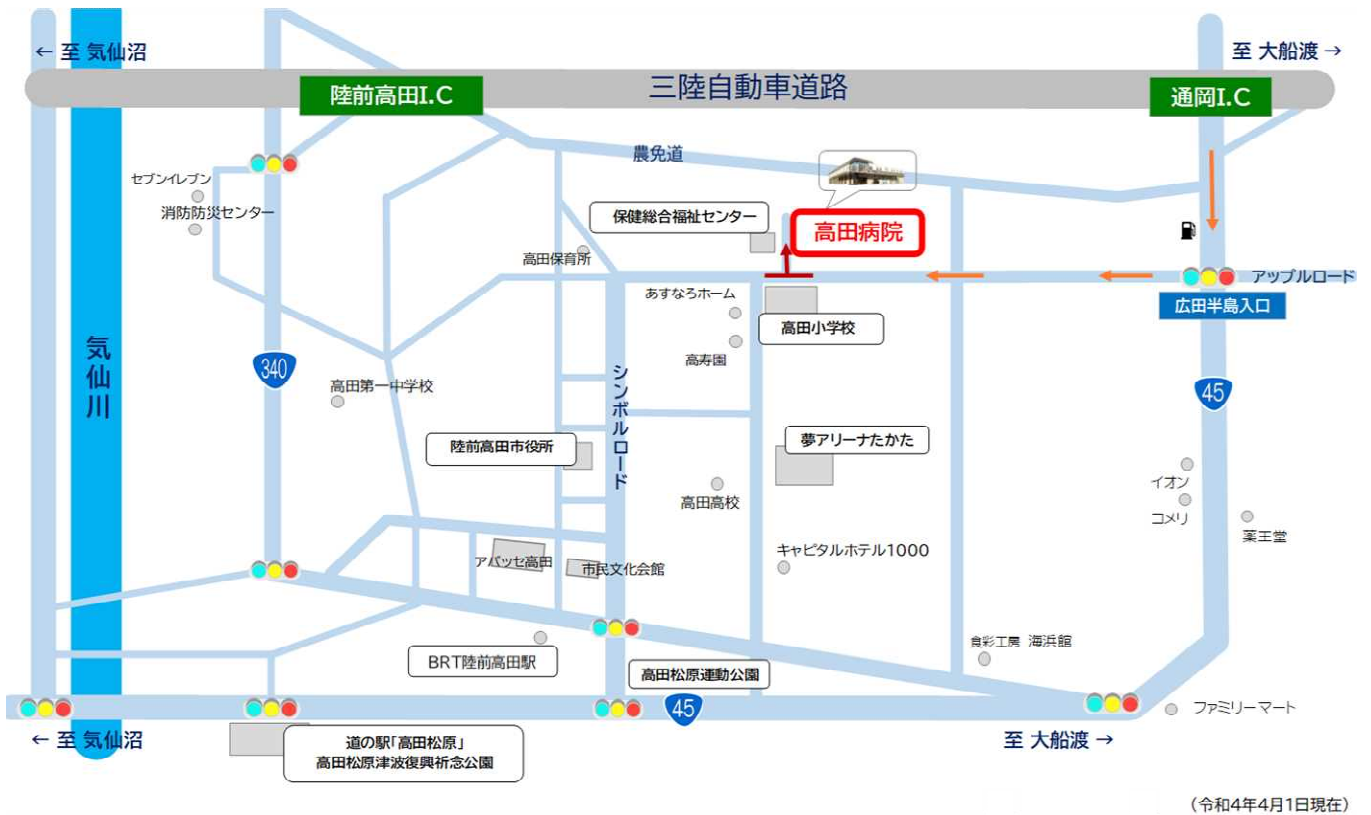 ← 至 気仙沼
至 大船渡 →
陸前高田I.C
三陸自動車道路
通岡I.C
農免道
セブンイレブン
消防防災センター
保健総合福祉センター
高田病院
高田保育所
アップルロード
あすなろホーム
広田半島入口
高田小学校
気仙川
340
高寿園
シンボルロード
高田第一中学校
45
陸前高田市役所
夢アリーナたかた
イオン
高田高校
コメリ
薬王堂
アバッセ高田
市民文化会館
キャピタルホテル1000
BRT陸前高田駅
高田松原運動公園
食彩工房 海浜館
45
ファミリーマート
← 至 気仙沼
道の駅「高田松原」
高田松原津波復興祈念公園
至 大船渡 →
（令和4年4月1日現在）